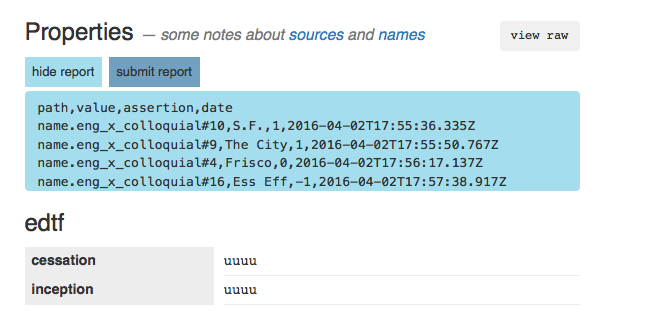 Properties — some notes about sources and names
view raw
hide report submit report
path,value,assertion,date
name.eng_x_colloquial#10,S.F.,1,2016-04-02T17:55:36.335Z
name.eng_x_colloquial#9,The City,1,2016-04-02T17:55:50.767Z
name.eng_x_colloquial#4,Frisco,0,2016-04-02T17:56:17.137Z
name.eng_x_colloquial#16,Ess Eff,-1,2016-04-02T17:57:38.917Z
edtf
cessation uuuu
inception uuuu